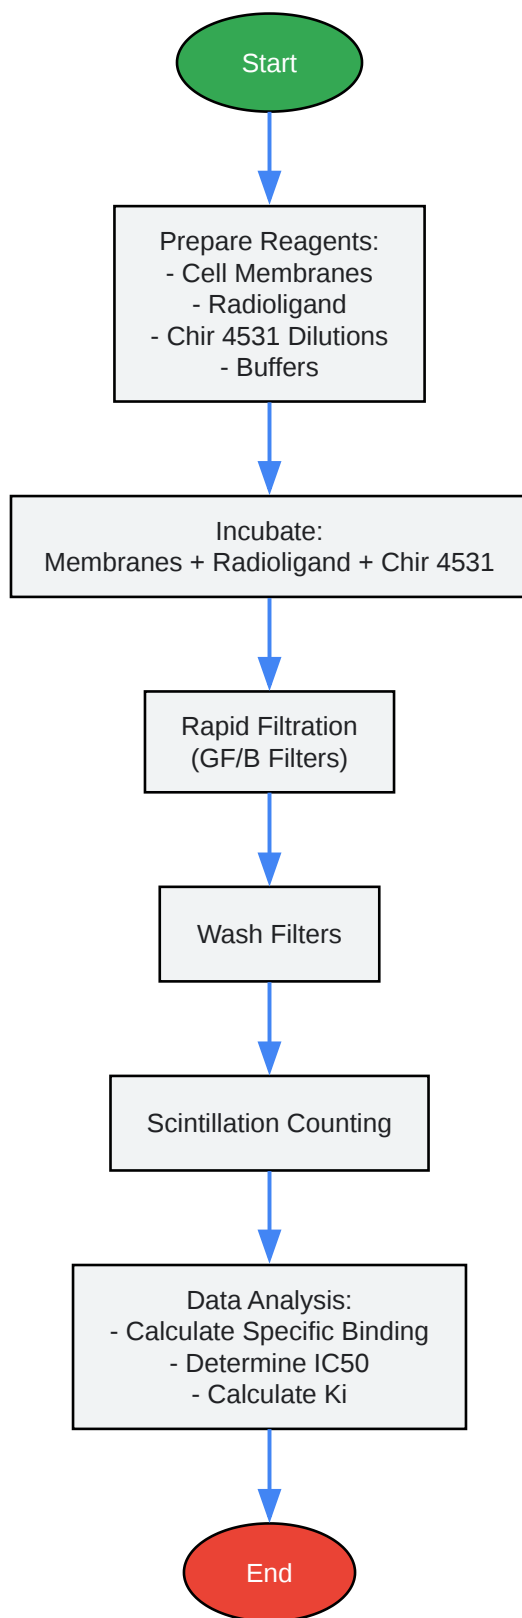 Start
Prepare Reagents:
- Cell Membranes
- Radioligand
- Chir 4531 Dilutions
- Buffers
Incubate:
Membranes + Radioligand + Chir 4531
Rapid Filtration
(GF/B Filters)
Wash Filters
Scintillation Counting
Data Analysis:
- Calculate Specific Binding
- Determine IC50
- Calculate Ki
End